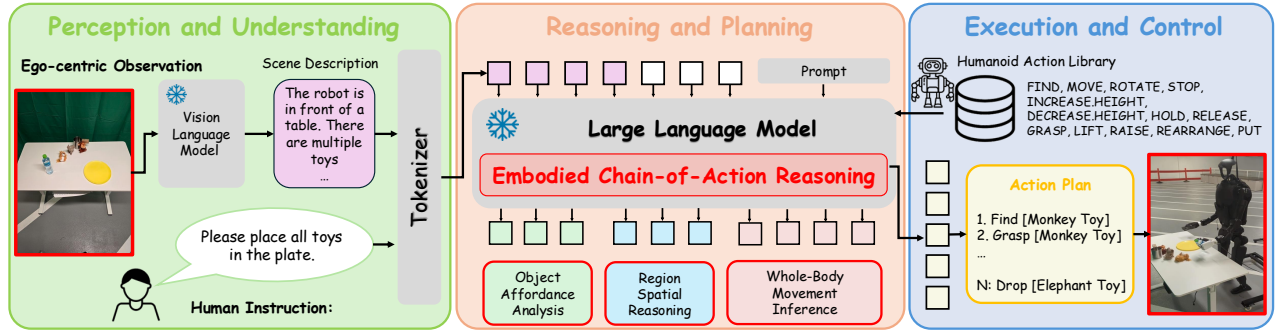 Perception and Understanding
Ego-centric Observation
Vision
Language
Model
Scene Description
The robot is
in front of a
table. There
are multiple
toys
...
Please place all toys
in the plate.
Human Instruction:
Tokenizer
Reasoning and Planning
Prompt
Large Language Model
Embodied Chain-of-Action Reasoning
Object
Affordance
Analysis
Region
Spatial
Reasoning
Whole-Body
Movement
Inference
Execution and Control
Humanoid Action Library
FIND, MOVE, ROTATE, STOP,
INCREASE.HEIGHT,
DECREASE.HEIGHT, HOLD, RELEASE,
GRASP, LIFT, RAISE, REARRANGE, PUT
Action Plan
1. Find [Monkey Toy]
2. Grasp [Monkey Toy]
...
N: Drop [Elephant Toy]